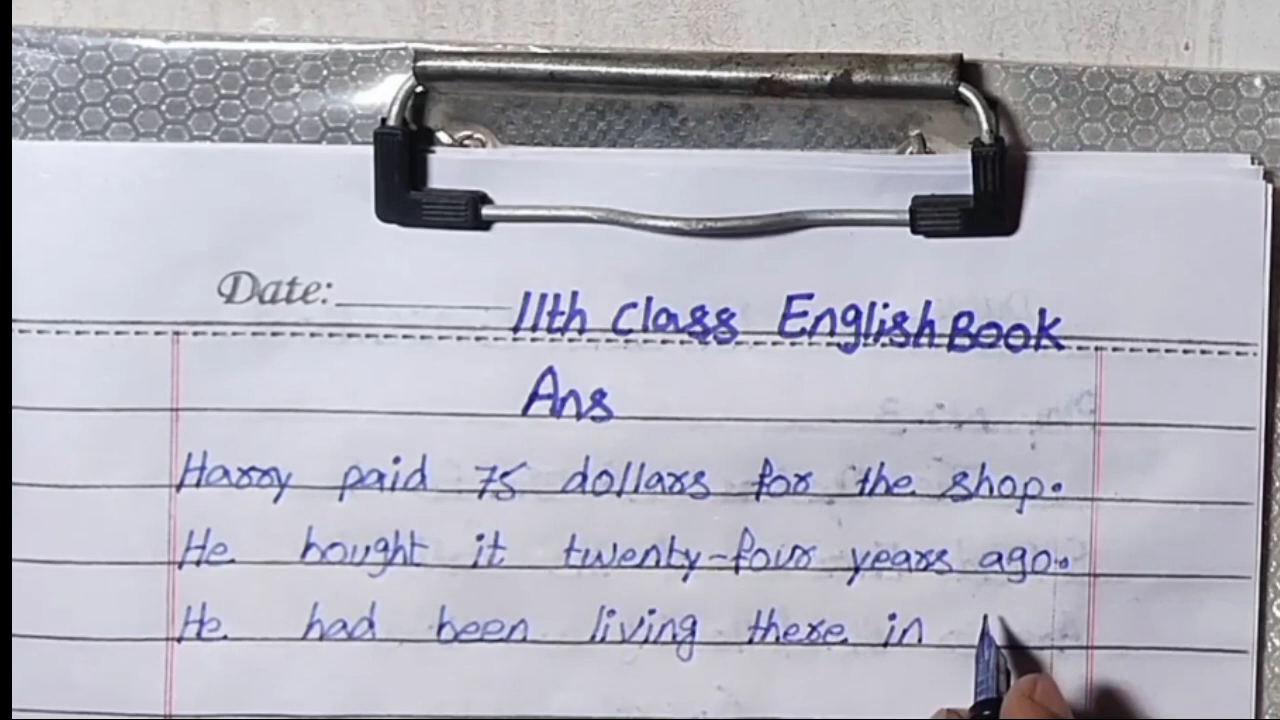 Date:
11th class English Book
Ans
Harry paid 75 dollars for the shop.
He bought it twenty-four years ago.
He had been living there in